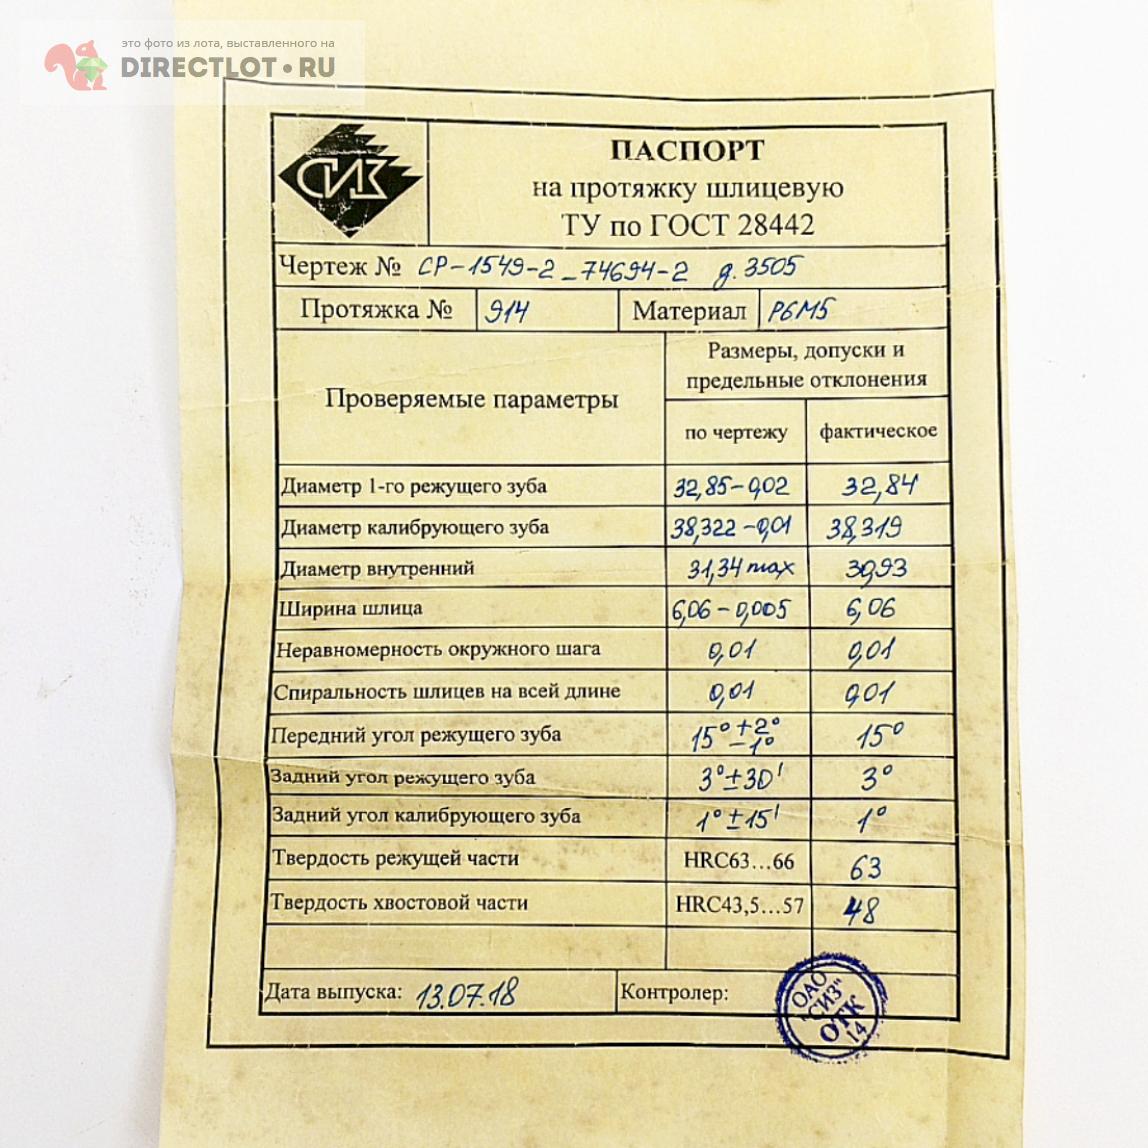 это фото из лота, выставленного на
DIRECTLOT•RU
СИЗ
ПАСПОРТ
на протяжку шлицевую
ТУ по ГОСТ 28442
Чертеж № СР-1549-2_74694-2 д.3505
Протяжка № 914 Материал Р6М5
Проверяемые параметры
Размеры, допуски и
предельные отклонения
по чертежу фактическое
Диаметр 1-го режущего зуба 32,85-0,02 32,84
Диаметр калибрующего зуба 38,322-0,01 38,319
Диаметр внутренний 31,34 max 30,93
Ширина шлица 6,06-0,005 6,06
Неравномерность окружного шага 0,01 0,01
Спиральность шлицев на всей длине 0,01 0,01
Передний угол режущего зуба 15° +2° -1° 15°
Задний угол режущего зуба 3°±30' 3°
Задний угол калибрующего зуба 1°±15' 1°
Твердость режущей части HRC63...66 63
Твердость хвостовой части HRC43,5...57 48
Дата выпуска: 13.07.18 Контролер:
ОАО
"СИЗ"
ОТК
14